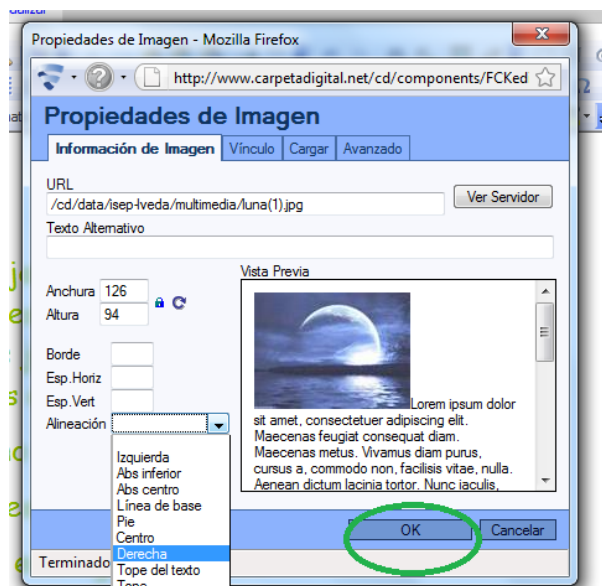 alizar
Propiedades de Imagen - Mozilla Firefox
http://www.carpetadigital.net/cd/components/FCKed
Propiedades de Imagen
Información de Imagen Vínculo Cargar Avanzado
URL
/cd/data/isep-lveda/multimedia/luna(1).jpg
Ver Servidor
Texto Alternativo
Anchura 126
Altura 94
Borde
Esp.Horiz
Esp.Vert
Alineación
Izquierda
Abs inferior
Abs centro
Línea de base
Pie
Centro
Derecha
Tope del texto
Tope
Vista Previa
Lorem ipsum dolor
sit amet, consectetuer adipiscing elit.
Maecenas feugiat consequat diam.
Maecenas metus. Vivamus diam purus,
cursus a, commodo non, facilisis vitae, nulla.
Aenean dictum lacinia tortor. Nunc iaculis,
OK Cancelar
Terminado